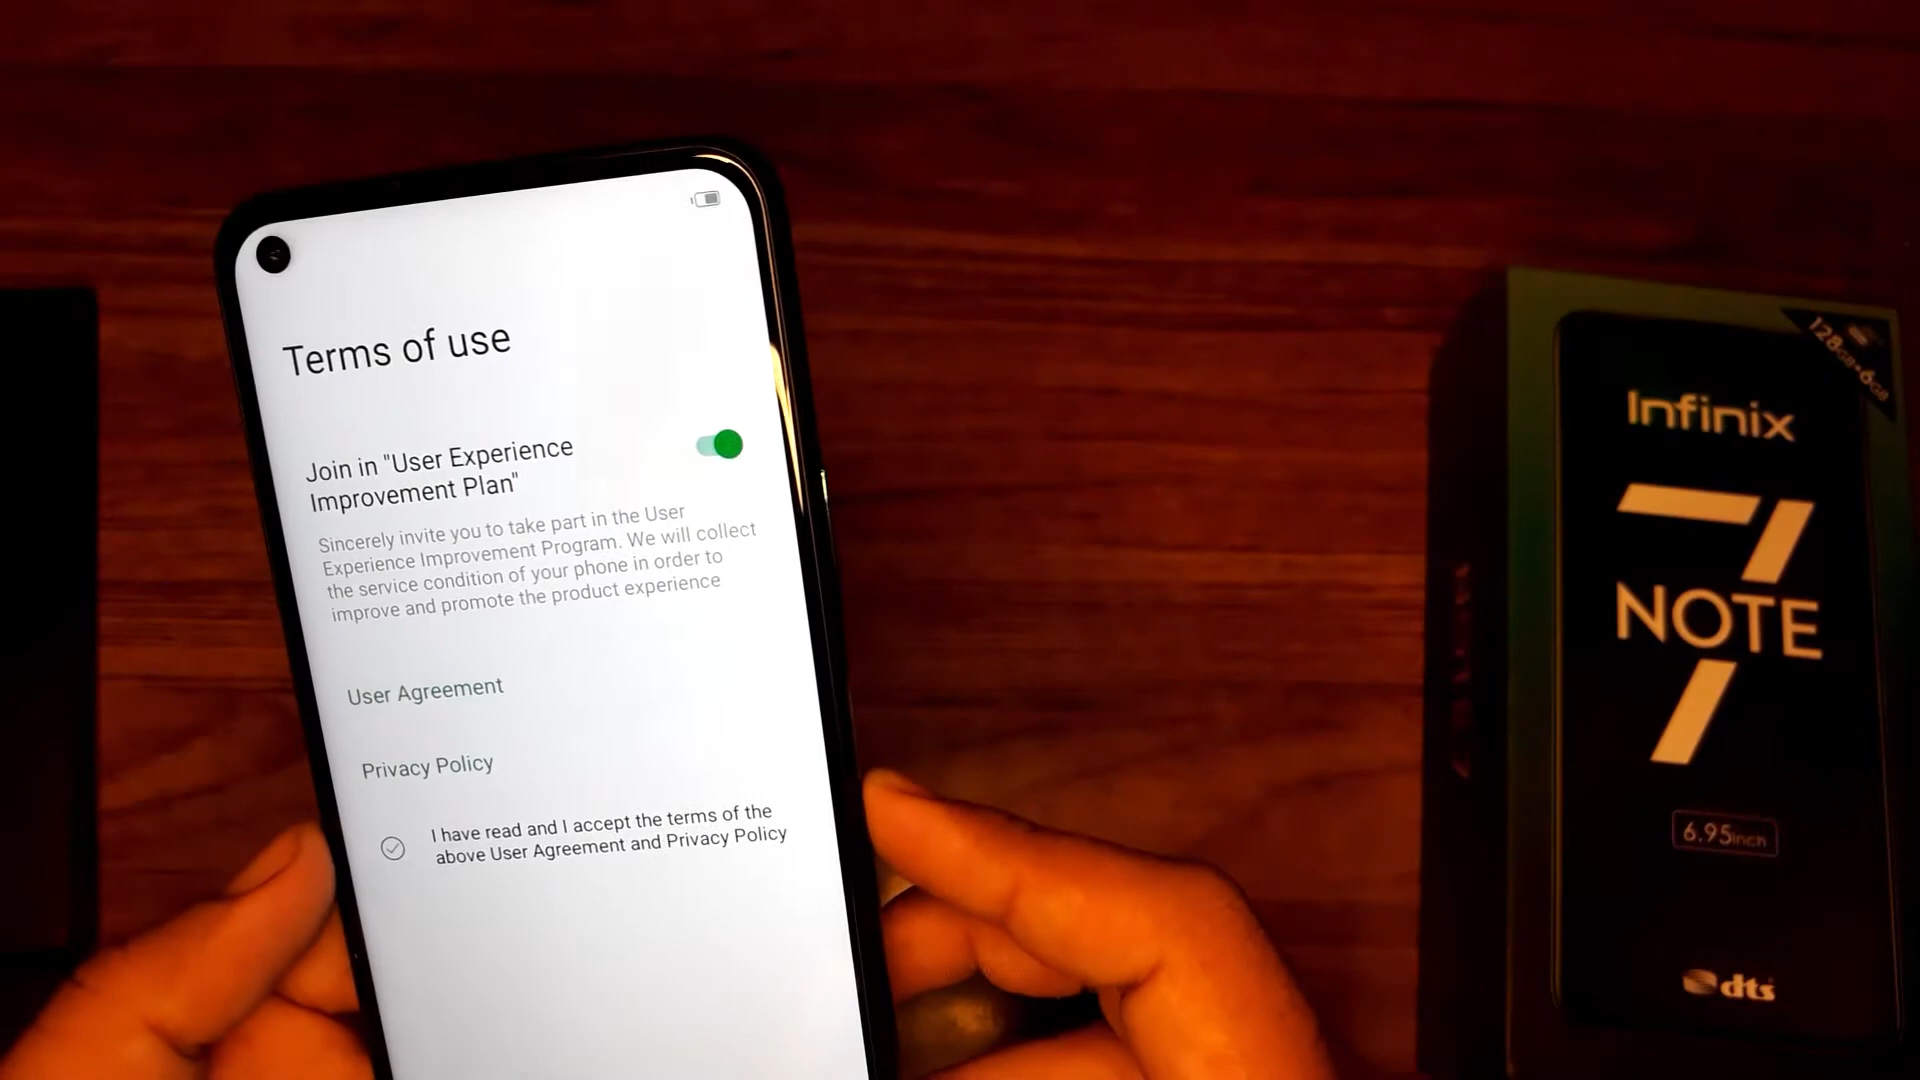 Terms of use
Join in "User Experience
Improvement Plan"
Sincerely invite you to take part in the User
Experience Improvement Program. We will collect
the service condition of your phone in order to
improve and promote the product experience
User Agreement
Privacy Policy
I have read and I accept the terms of the
above User Agreement and Privacy Policy
128GB+6GB
Infinix
7
NOTE
6.95inch
dts